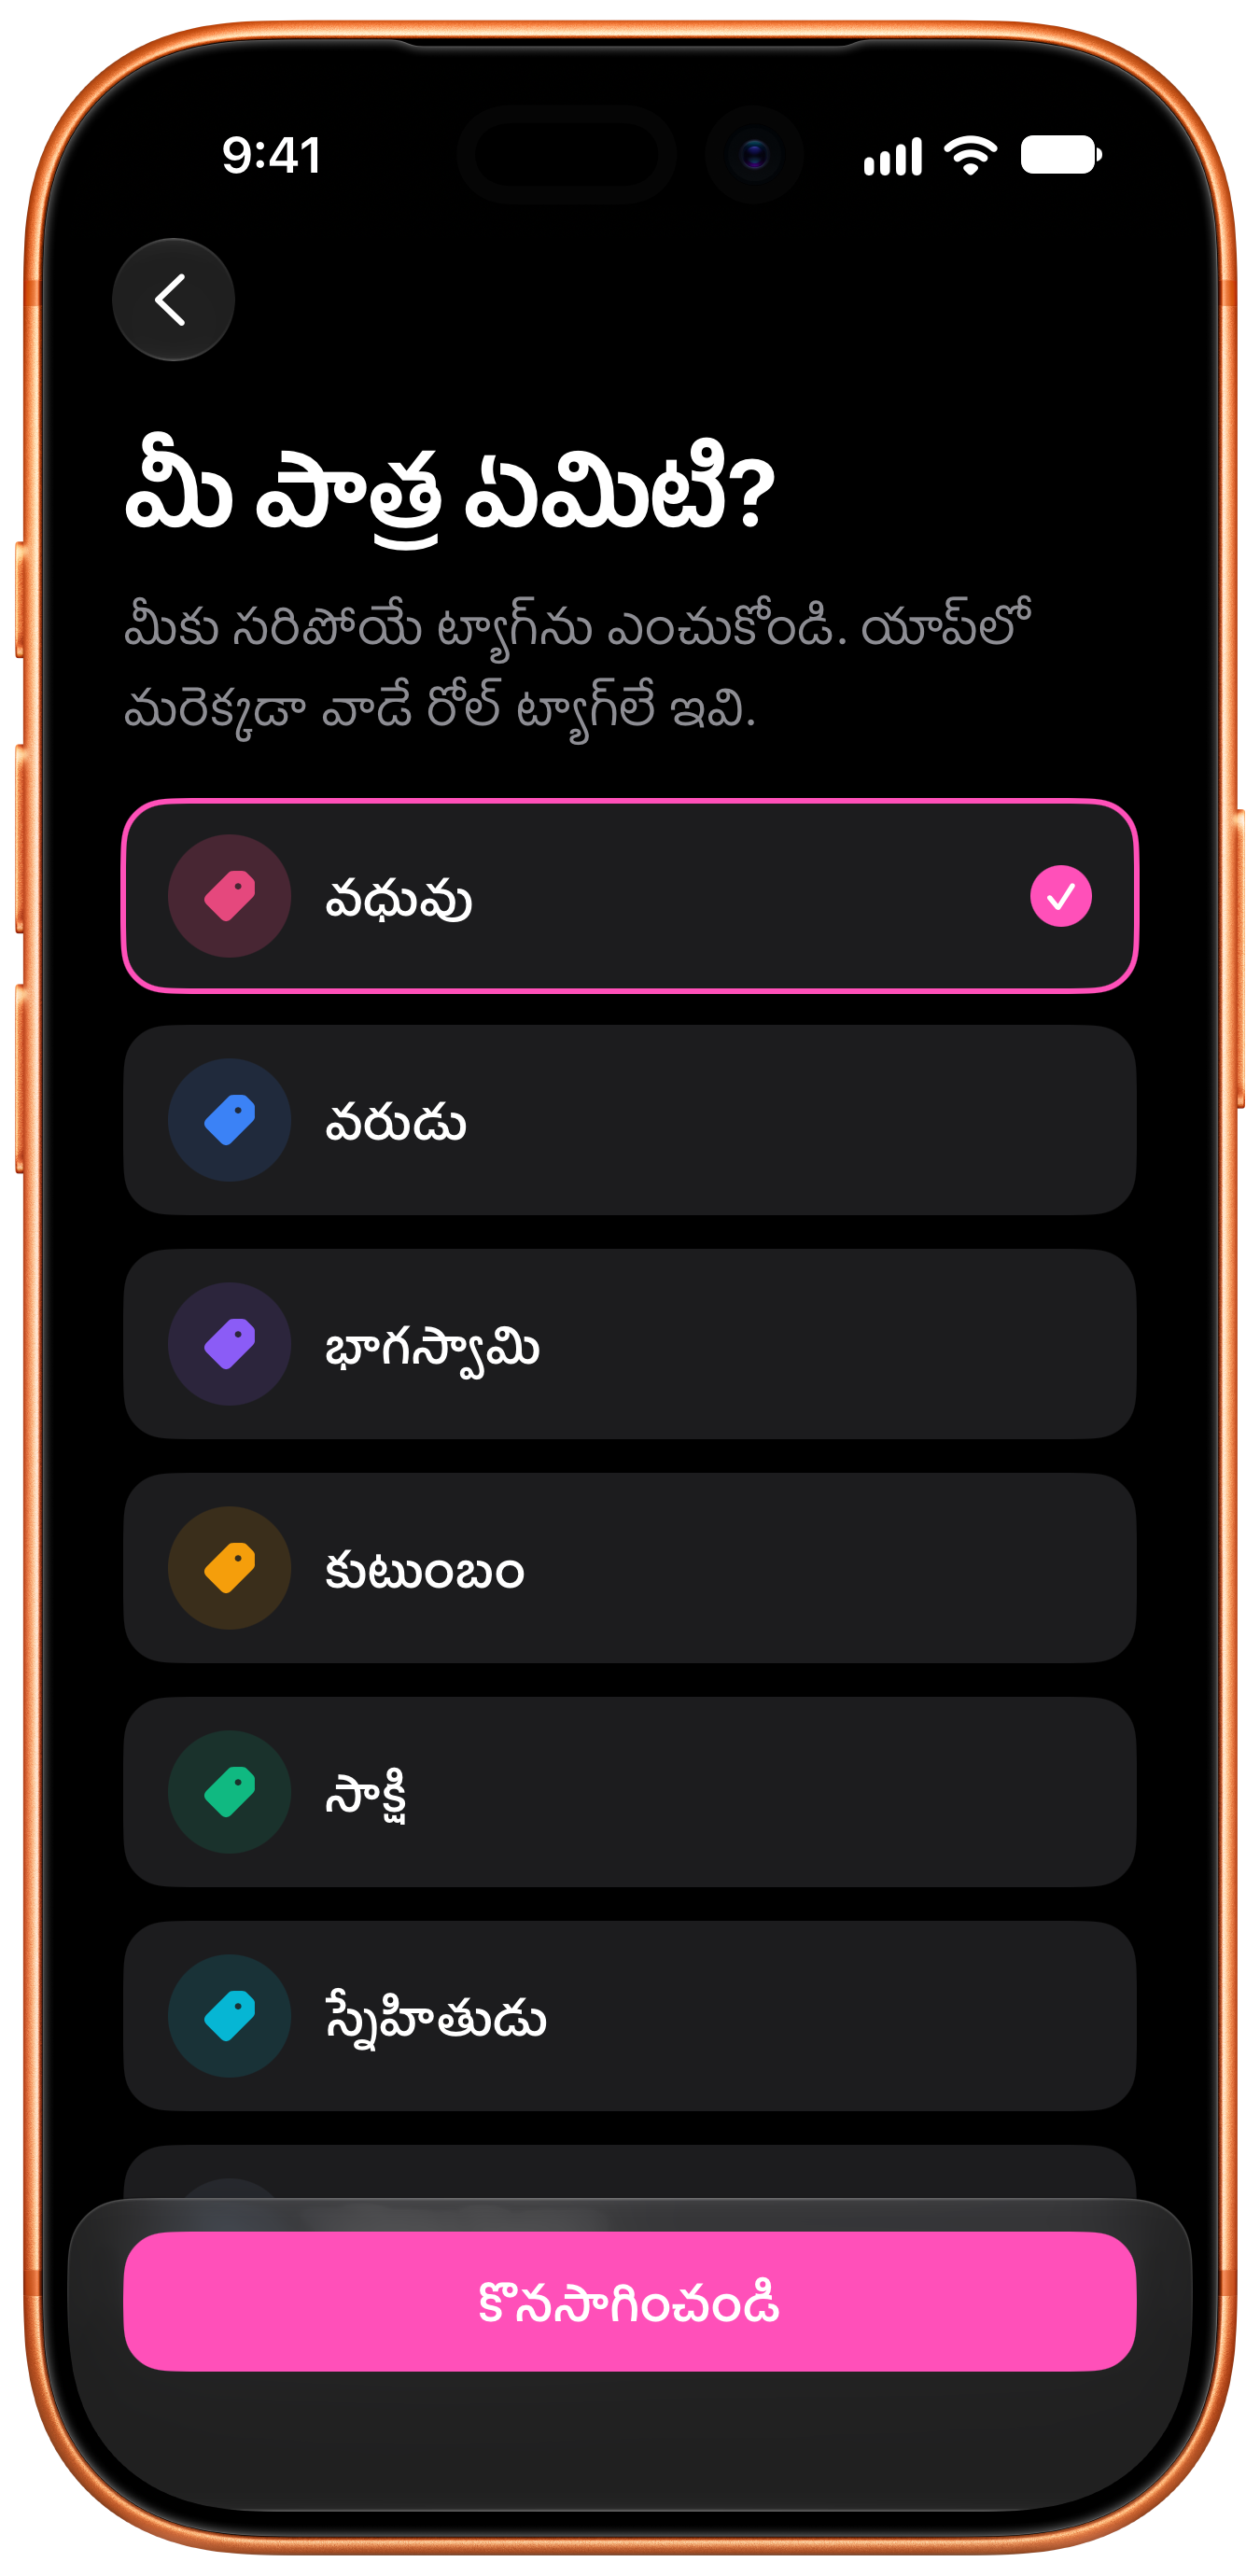 9:41
మీ పాత్ర ఏమిటి?
మీకు సరిపోయే ట్యాగ్‌ను ఎంచుకోండి. యాప్‌లో
మరెక్కడా వాడే రోల్ ట్యాగ్‌లే ఇవి.
వధువు
వరుడు
భాగస్వామి
కుటుంబం
సాక్షి
స్నేహితుడు
కొనసాగించండి